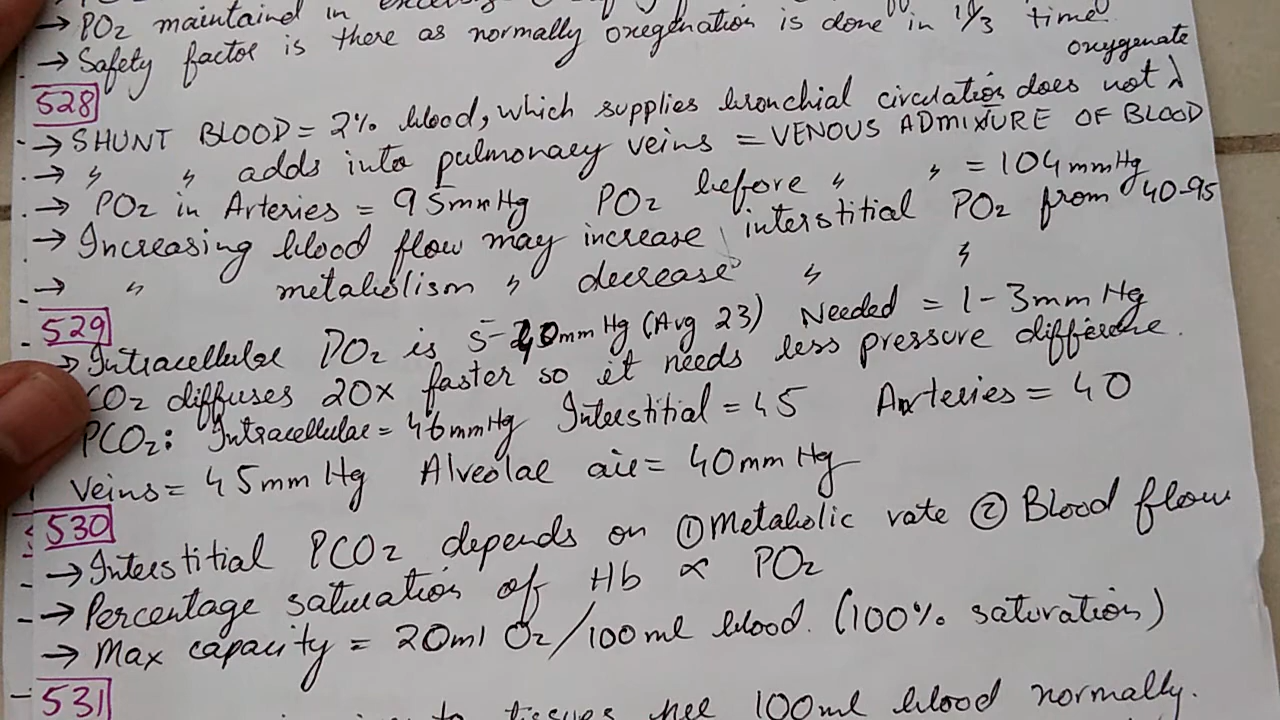 → PO2 maintained in
→ Safety factor is there as normally oxegenation is done in 1/3 time
oxygenate
528
→ SHUNT BLOOD = 2% blood, which supplies bronchial circulation does not λ
→ " " adds into pulmonary veins = VENOUS ADMIXTURE OF BLOOD
→ PO2 in Arteries = 95mmHg PO2 before " " = 104mmHg
→ Increasing blood flow may increase interstitial PO2 from 40-95
→ " metabolism " decrease " "
529
→ Intracellular PO2 is 5-40mmHg (Avg 23) Needed = 1-3mmHg
CO2 diffuses 20x faster so it needs less pressure difference.
PCO2: Intracellular = 46mmHg Interstitial = 45 Arteries = 40
Veins = 45mm Hg Alveolar air = 40mm Hg
530
→ Interstitial PCO2 depends on ① Metabolic rate ② Blood flow
→ Percentage saturation of Hb ∝ PO2
→ Max capacity = 20ml O2/100ml blood. (100% saturation)
531
to tissues per 100ml blood normally.